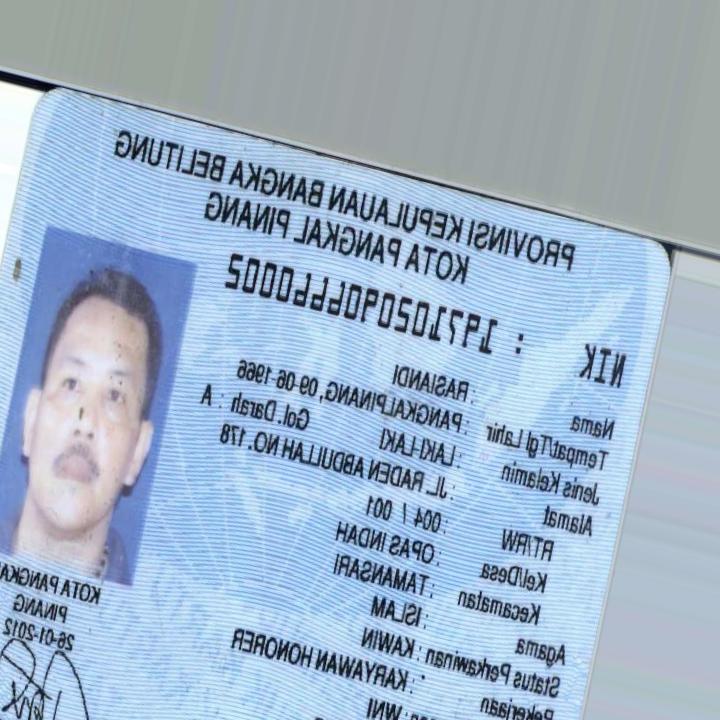 PROVINSI KEPULAUAN BANGKA BELITUNG
KOTA PANGKAL PINANG
NIK : 1971020906660002
Nama : RASIANDI
Tempat/Tgl Lahir : PANGKALPINANG, 09-06-1966
Jenis Kelamin : LAKI-LAKI Gol. Darah : A
Alamat : JL. RADEN ABDULLAH NO.178
RT/RW : 004 / 001
Kel/Desa : OPAS INDAH
Kecamatan : TAMANSARI
Agama : ISLAM
Status Perkawinan : KAWIN
Pekerjaan : KARYAWAN HONORER
WNI
KOTA PANGKAL
PINANG
26-01-2012